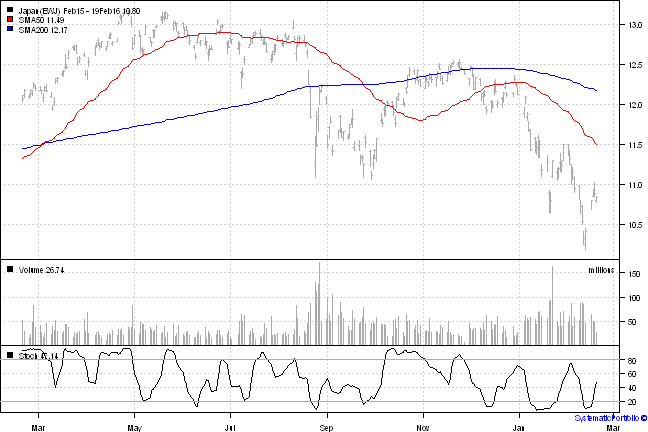 Japan (EWJ) Feb15 - 19Feb16 10.80
SMA50 11.49
SMA200 12.17
13.0
12.5
12.0
11.5
11.0
10.5
Volume 26.74
millions
150
100
50
Stoch 47.14
80
60
40
20
Mar
May
Jul
Sep
Nov
Jan
Mar
SystematicPortfolio ©